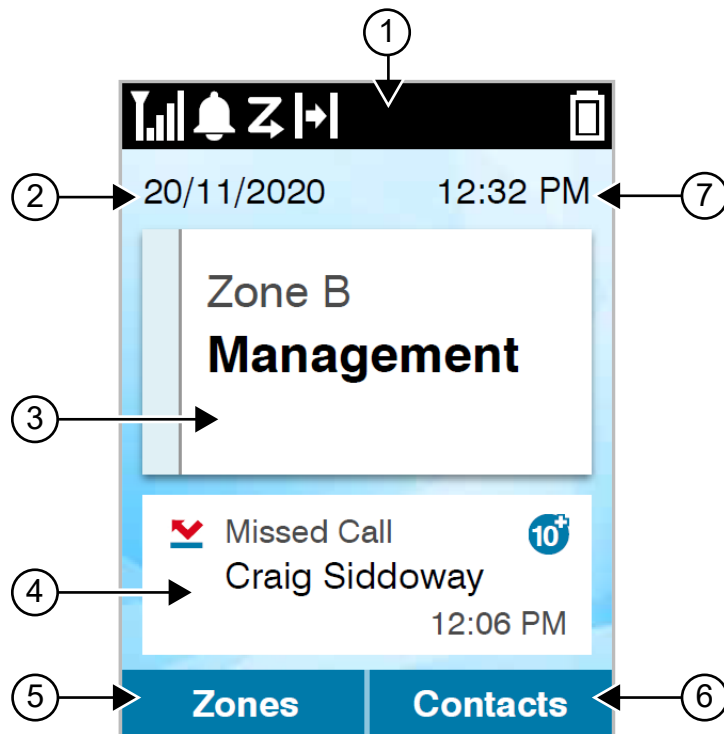 1
2 20/11/2020 12:32 PM 7
Zone B
Management
3
Missed Call 10+
Craig Siddoway
4
12:06 PM
5 Zones Contacts 6